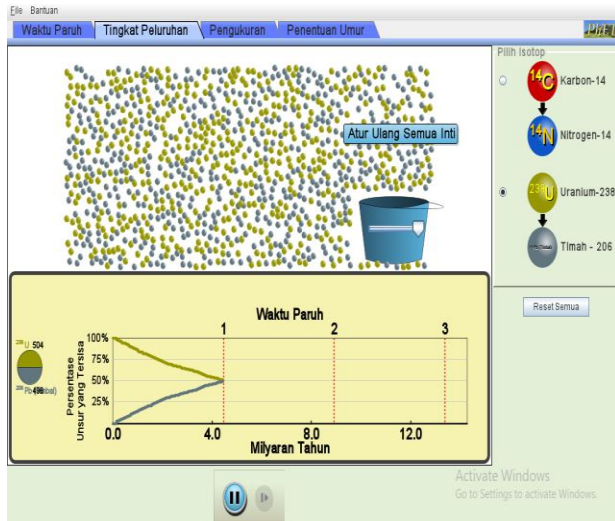 File Bantuan
Waktu Paruh Tingkat Peluruhan Pengukuran Penentuan Umur
Pilih Isotop
14C Karbon-14
14N Nitrogen-14
238U Uranium-238
Timah - 206
Reset Semua
Atur Ulang Semua Inti
Waktu Paruh
1 2 3
238U 504
Persentase
Unsur yang Tersisa
100%
75%
50%
25%
0.0 4.0 8.0 12.0
Milyaran Tahun
Activate Windows
Go to Settings to activate Windows.